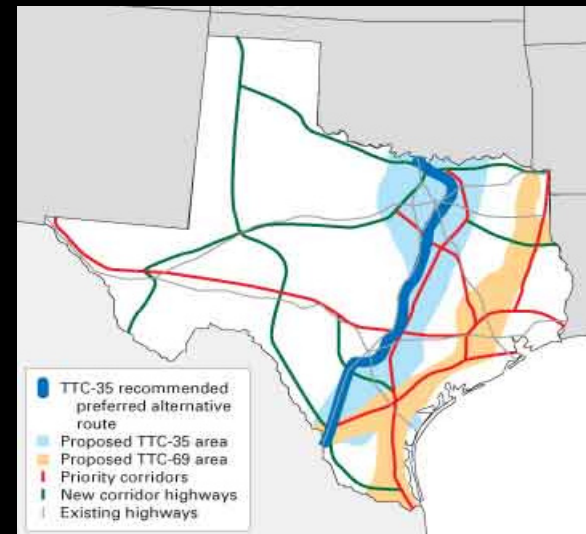 TTC-35 recommended
preferred alternative
route
Proposed TTC-35 area
Proposed TTC-69 area
Priority corridors
New corridor highways
Existing highways